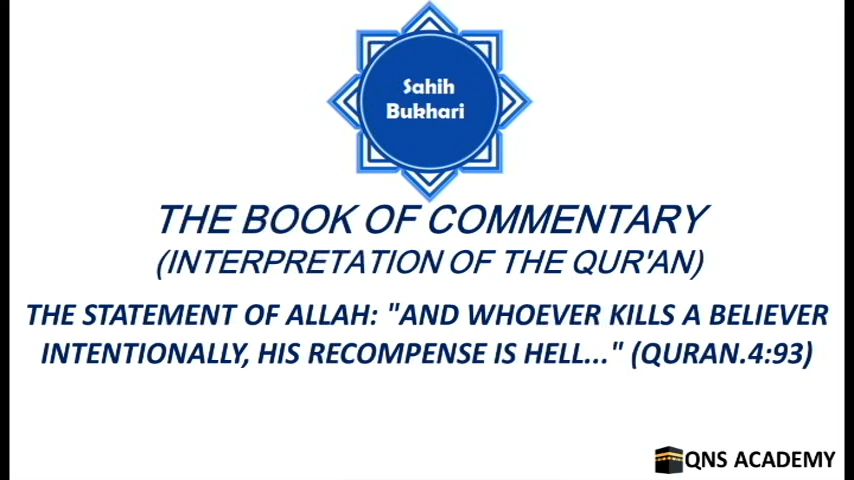 Sahih
Bukhari
THE BOOK OF COMMENTARY
(INTERPRETATION OF THE QUR'AN)
THE STATEMENT OF ALLAH: "AND WHOEVER KILLS A BELIEVER
INTENTIONALLY, HIS RECOMPENSE IS HELL..." (QURAN.4:93)
QNS ACADEMY